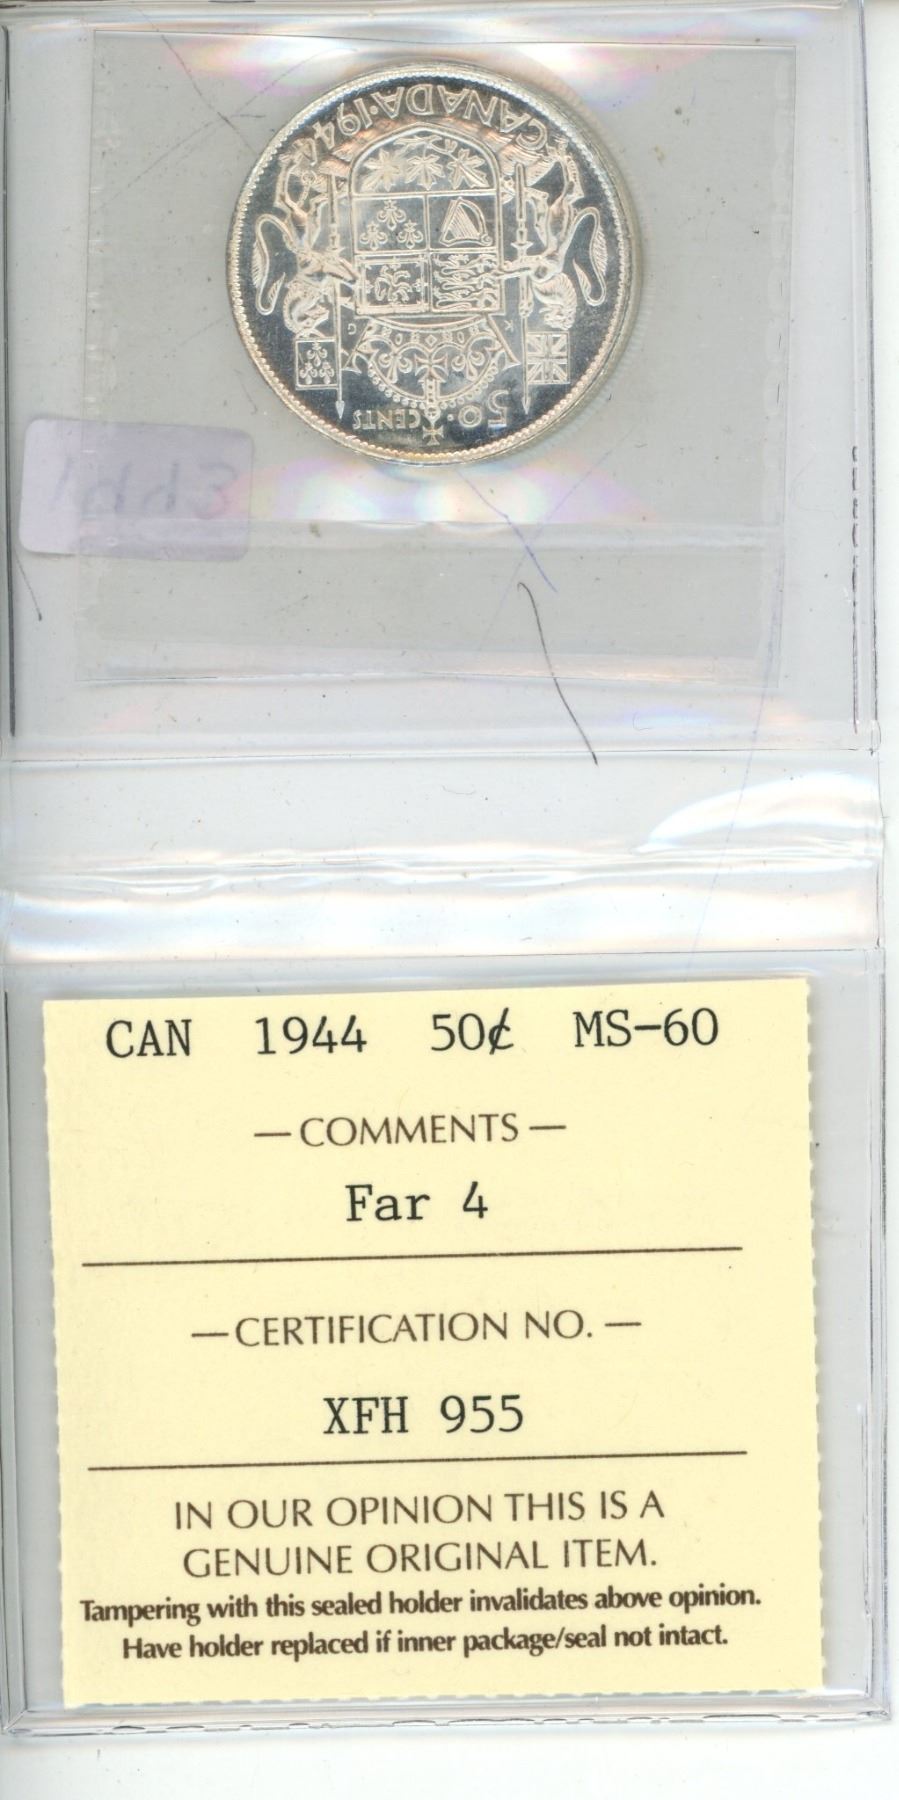 CANADA·1944
K G
50· CENTS
1443
CAN 1944 50¢ MS-60
—COMMENTS—
Far 4
—CERTIFICATION NO.—
XFH 955
IN OUR OPINION THIS IS A
GENUINE ORIGINAL ITEM.
Tampering with this sealed holder invalidates above opinion.
Have holder replaced if inner package/seal not intact.